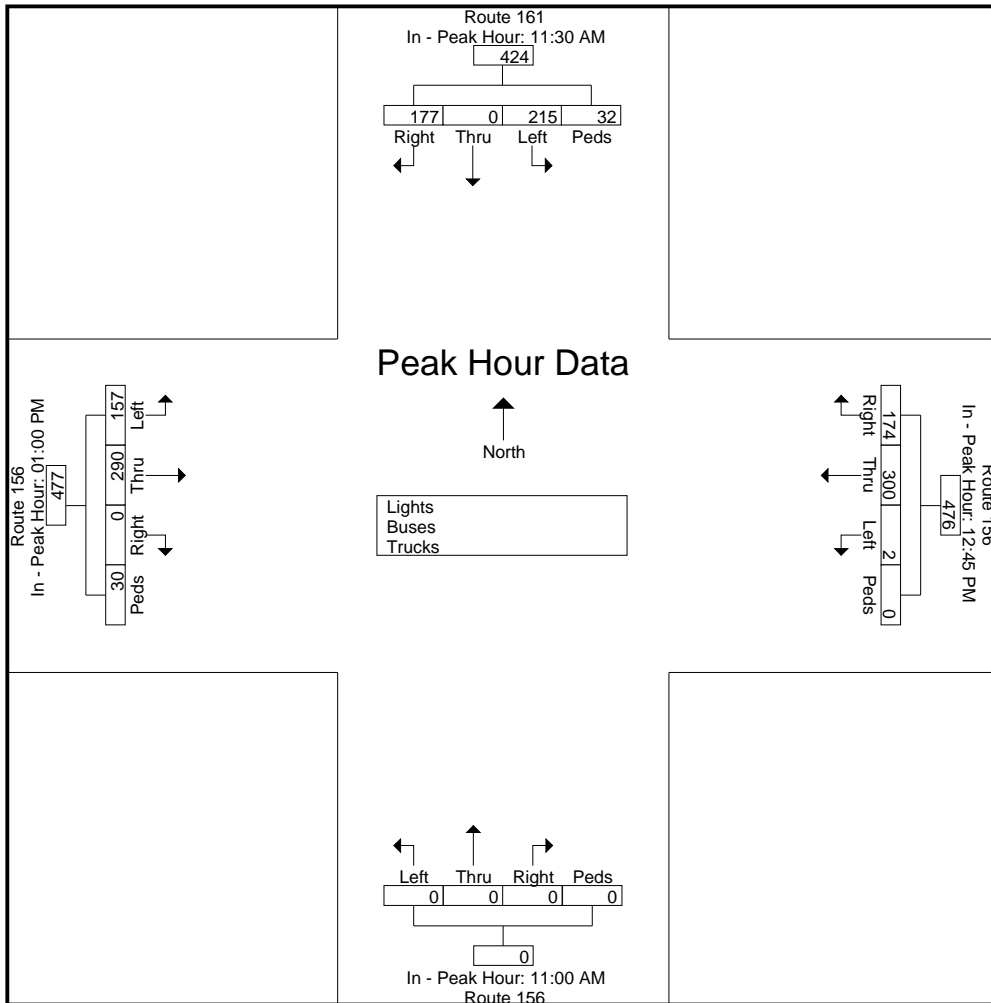 Route 161
In - Peak Hour: 11:30 AM
424
177 0 215 32
Right Thru Left Peds
Peak Hour Data
North
Lights
Buses
Trucks
Route 156
In - Peak Hour: 01:00 PM
477
157 290 0 30
Left Thru Right Peds
Route 156
In - Peak Hour: 12:45 PM
476
174 300 2 0
Right Thru Left Peds
Left Thru Right Peds
0 0 0 0
0
In - Peak Hour: 11:00 AM
Route 156